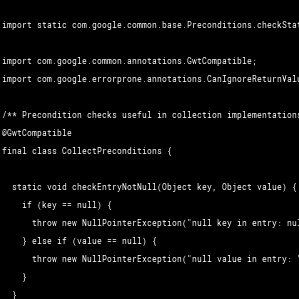 import static com.google.common.base.Preconditions.checkStat
import com.google.common.annotations.GwtCompatible;
import com.google.errorprone.annotations.CanIgnoreReturnValu
/** Precondition checks useful in collection implementations
@GwtCompatible
final class CollectPreconditions {
static void checkEntryNotNull(Object key, Object value) {
if (key == null) {
throw new NullPointerException("null key in entry: nul
} else if (value == null) {
throw new NullPointerException("null value in entry: "
}
}